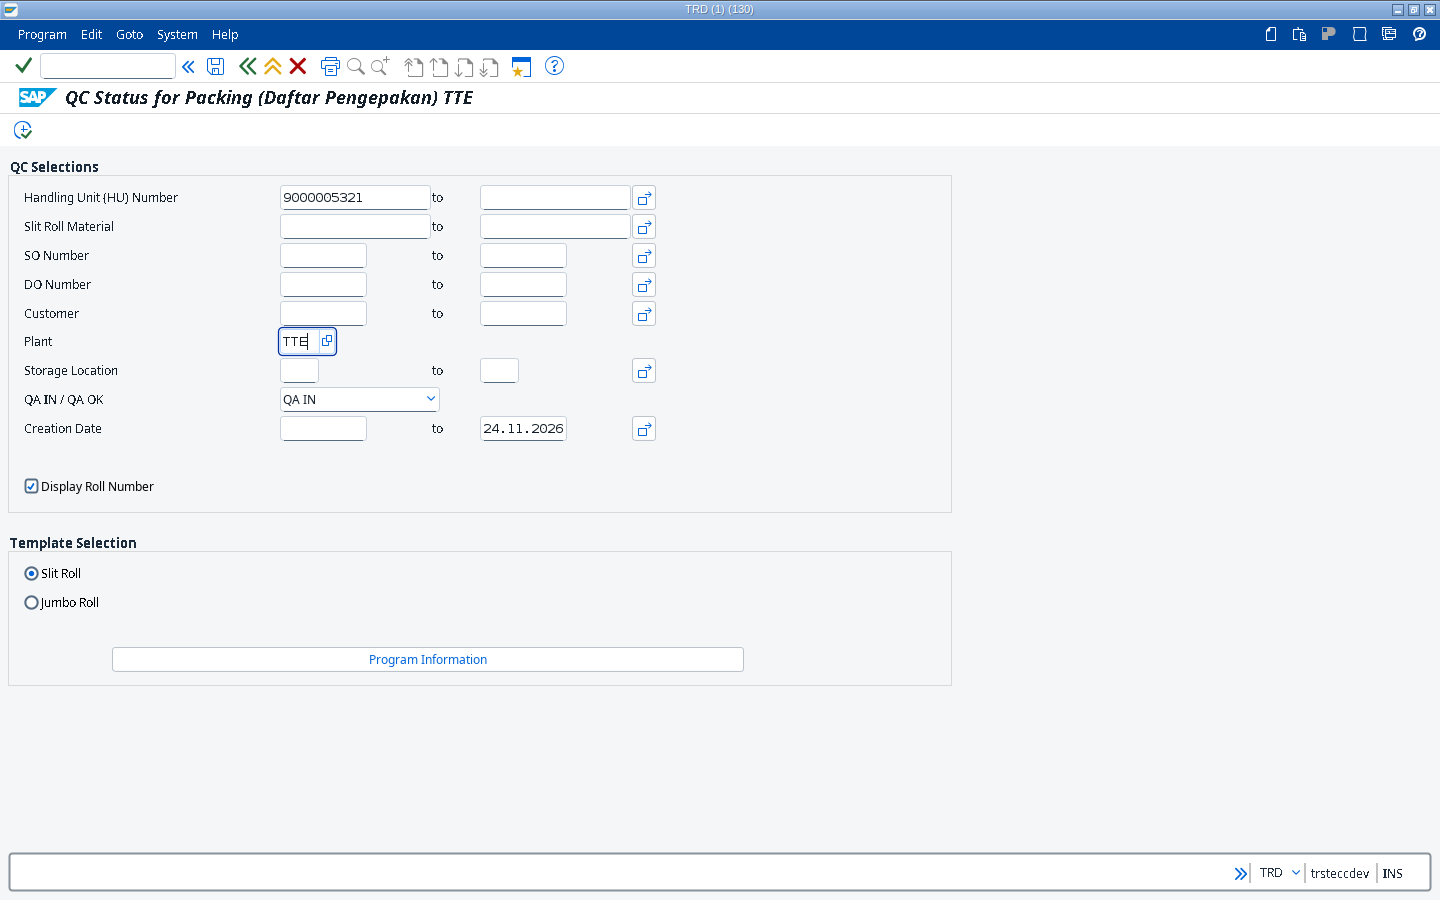 TRD (1) (130)
Program Edit Goto System Help
SAP QC Status for Packing (Daftar Pengepakan) TTE
QC Selections
Handling Unit (HU) Number 9000005321 to
Slit Roll Material to
SO Number to
DO Number to
Customer to
Plant TTE
Storage Location to
QA IN / QA OK QA IN
Creation Date to 24.11.2026
Display Roll Number
Template Selection
Slit Roll
Jumbo Roll
Program Information
TRD trsteccdev INS